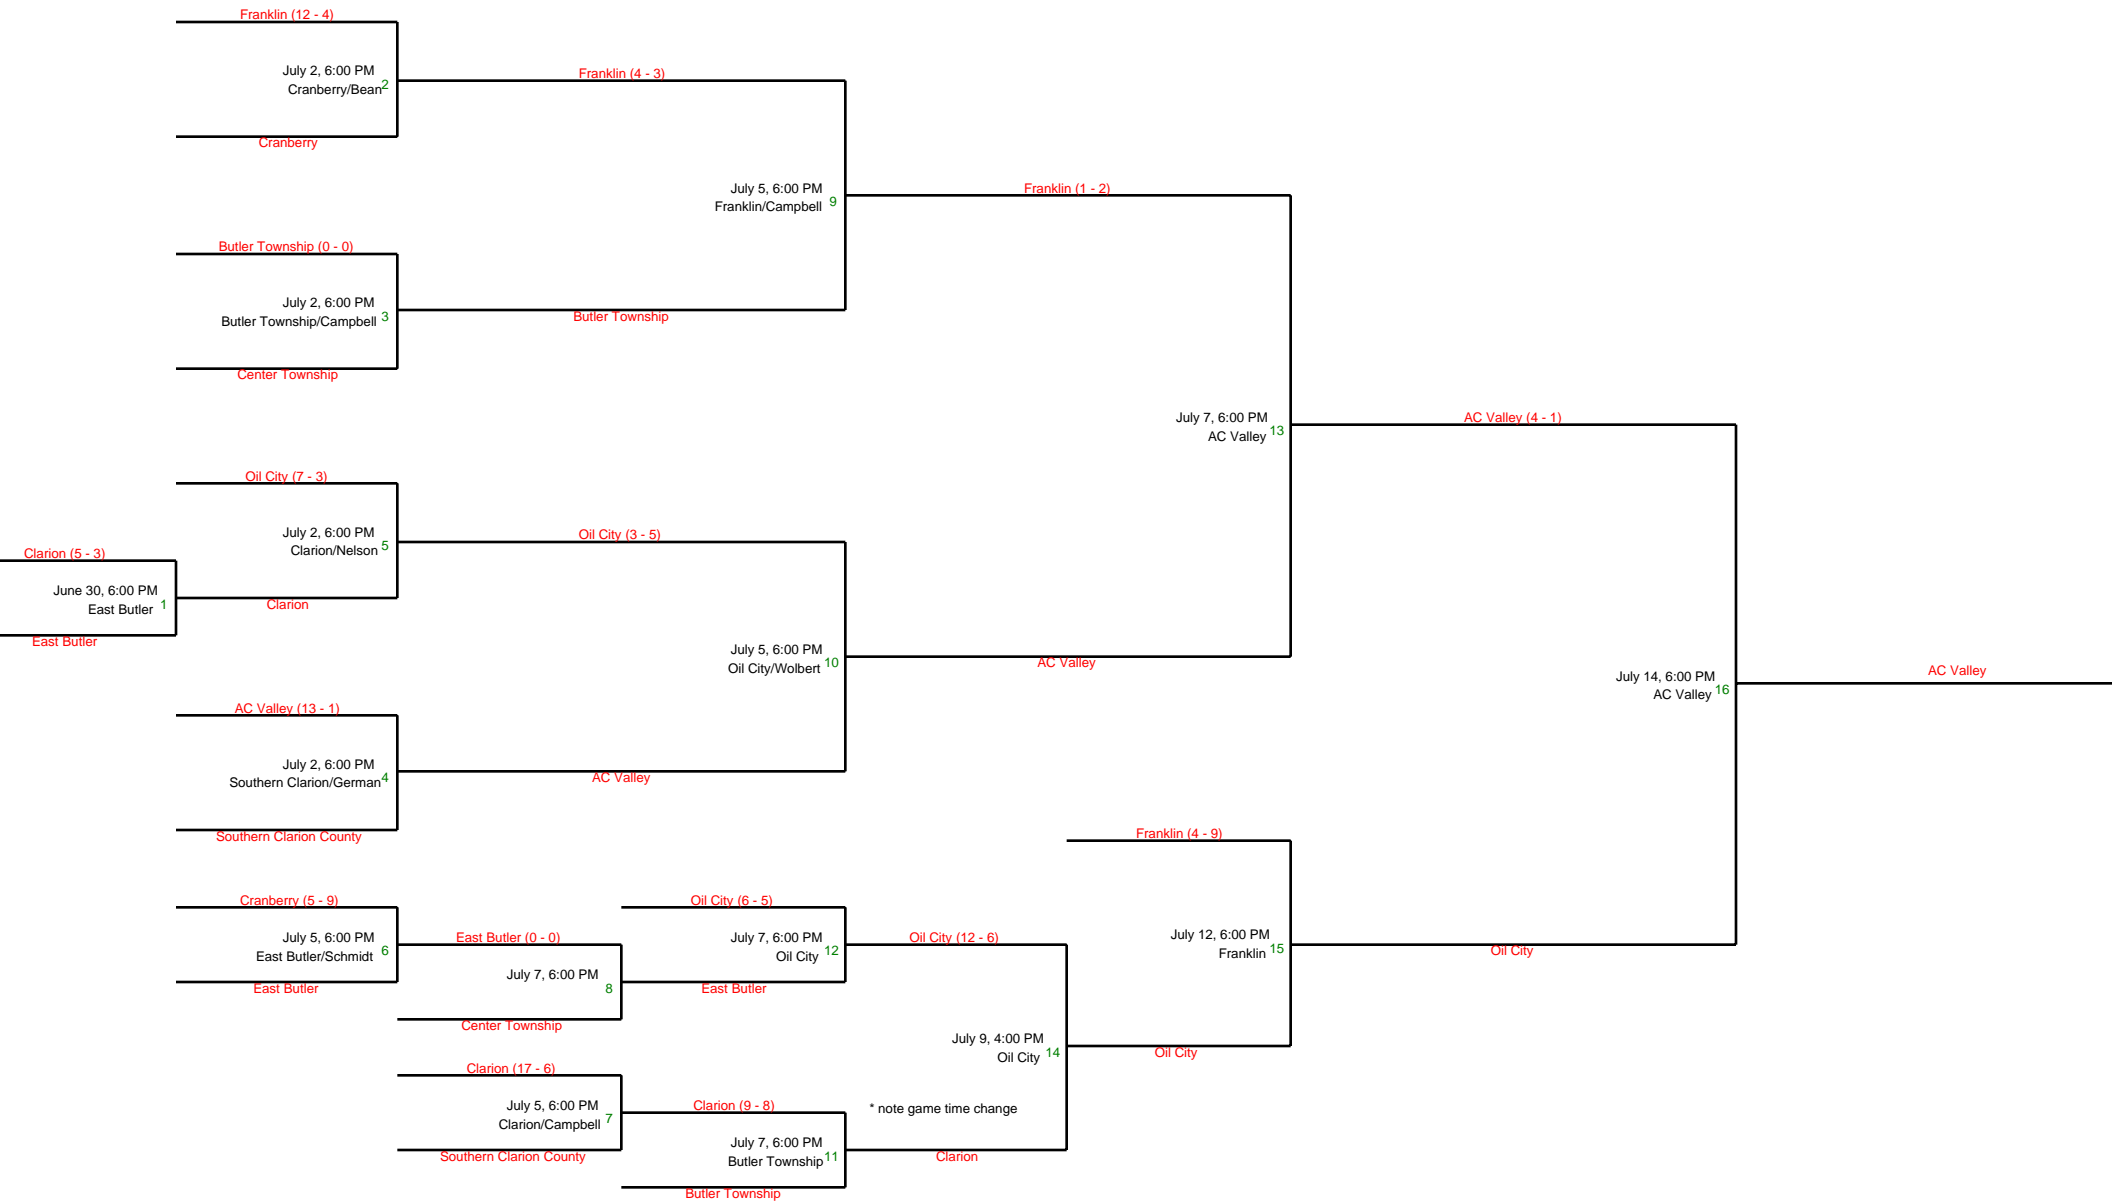 Franklin (12 - 4)
July 2, 6:00 PM
Cranberry/Bean 2
Cranberry
Franklin (4 - 3)
July 5, 6:00 PM
Franklin/Campbell 9
Franklin (1 - 2)
Butler Township (0 - 0)
July 2, 6:00 PM
Butler Township/Campbell 3
Butler Township
Center Township
July 7, 6:00 PM
AC Valley 13
AC Valley (4 - 1)
Oil City (7 - 3)
July 2, 6:00 PM
Clarion/Nelson 5
Oil City (3 - 5)
Clarion (5 - 3)
June 30, 6:00 PM
East Butler 1
Clarion
East Butler
July 5, 6:00 PM
Oil City/Wolbert 10
AC Valley
July 14, 6:00 PM
AC Valley 16
AC Valley
AC Valley (13 - 1)
July 2, 6:00 PM
Southern Clarion/German 4
AC Valley
Southern Clarion County
Franklin (4 - 9)
Cranberry (5 - 9)
July 5, 6:00 PM
East Butler/Schmidt 6
East Butler
East Butler (0 - 0)
July 7, 6:00 PM
8
Center Township
Oil City (6 - 5)
July 7, 6:00 PM
Oil City 12
East Butler
Oil City (12 - 6)
July 12, 6:00 PM
Franklin 15
Oil City
July 9, 4:00 PM
Oil City 14
Oil City
Clarion (17 - 6)
July 5, 6:00 PM
Clarion/Campbell 7
Southern Clarion County
Clarion (9 - 8)
* note game time change
July 7, 6:00 PM
Butler Township 11
Clarion
Butler Township